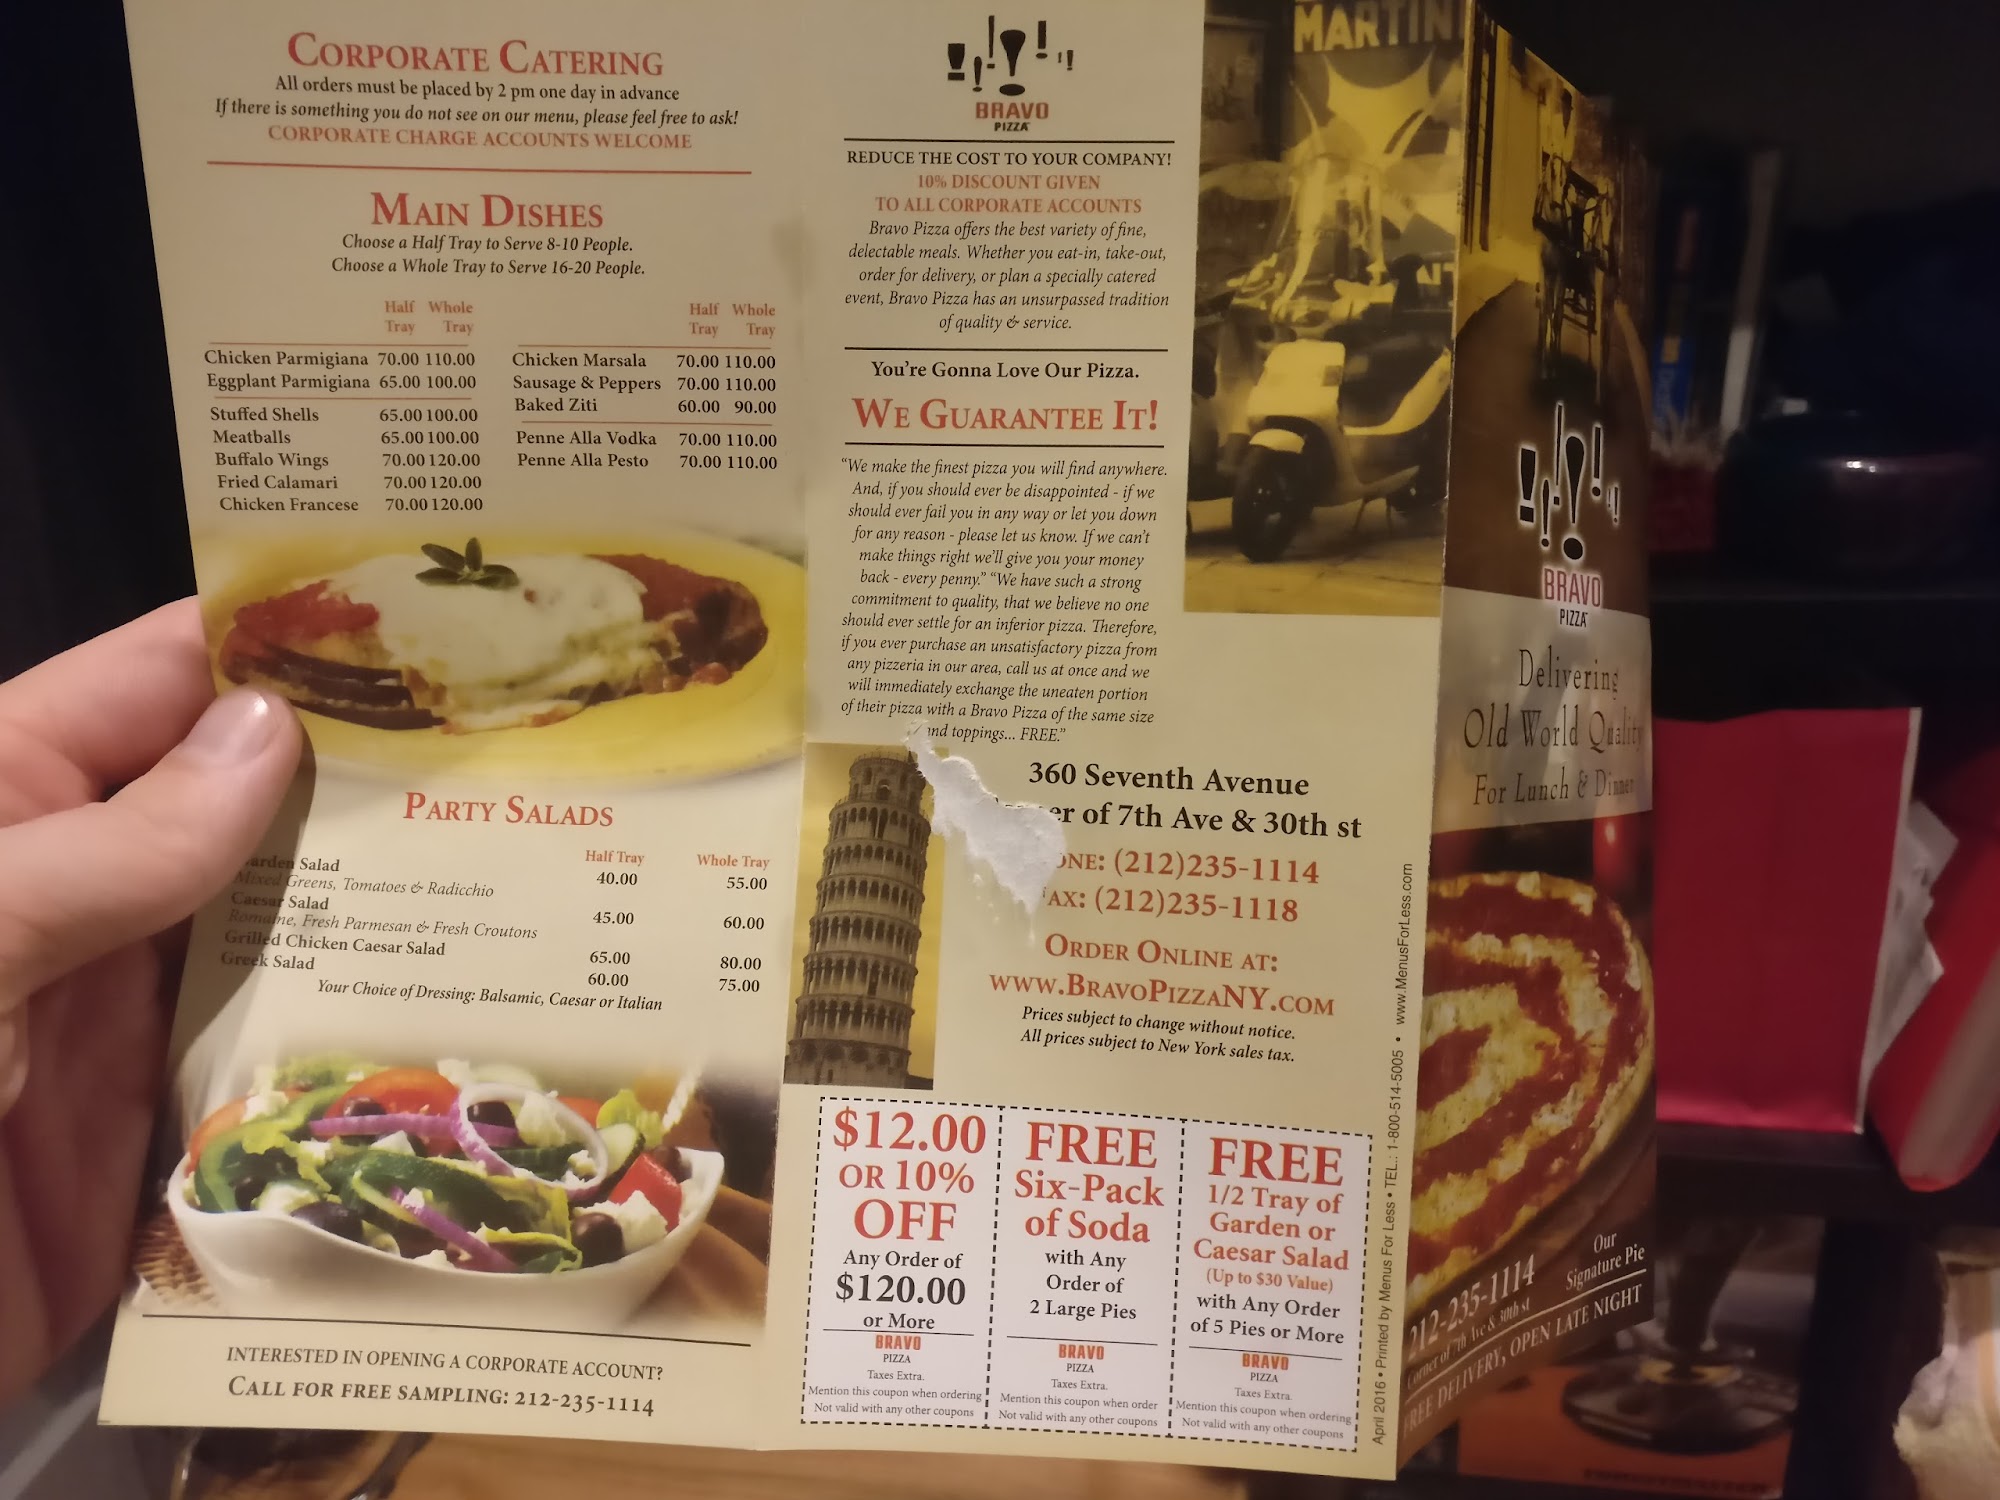 CORPORATE CATERING
All orders must be placed by 2 pm one day in advance
If there is something you do not see on our menu, please feel free to ask!
CORPORATE CHARGE ACCOUNTS WELCOME
MAIN DISHES
Choose a Half Tray to Serve 8-10 People.
Choose a Whole Tray to Serve 16-20 People.
Half Tray Whole Tray
Chicken Parmigiana 70.00 110.00
Eggplant Parmigiana 65.00 100.00
Stuffed Shells 65.00 100.00
Meatballs 65.00 100.00
Buffalo Wings 70.00 120.00
Fried Calamari 70.00 120.00
Chicken Francese 70.00 120.00
Half Tray Whole Tray
Chicken Marsala 70.00 110.00
Sausage & Peppers 70.00 110.00
Baked Ziti 60.00 90.00
Penne Alla Vodka 70.00 110.00
Penne Alla Pesto 70.00 110.00
PARTY SALADS
Half Tray Whole Tray
Garden Salad 40.00 55.00
Mixed Greens, Tomatoes & Radicchio
Caesar Salad 45.00 60.00
Romaine, Fresh Parmesan & Fresh Croutons
Grilled Chicken Caesar Salad 65.00 80.00
Greek Salad 60.00 75.00
Your Choice of Dressing: Balsamic, Caesar or Italian
INTERESTED IN OPENING A CORPORATE ACCOUNT?
CALL FOR FREE SAMPLING: 212-235-1114
BRAVO
PIZZA
REDUCE THE COST TO YOUR COMPANY!
10% DISCOUNT GIVEN
TO ALL CORPORATE ACCOUNTS
Bravo Pizza offers the best variety of fine,
delectable meals. Whether you eat-in, take-out,
order for delivery, or plan a specially catered
event, Bravo Pizza has an unsurpassed tradition
of quality & service.
You're Gonna Love Our Pizza.
WE GUARANTEE IT!
"We make the finest pizza you will find anywhere.
And, if you should ever be disappointed - if we
should ever fail you in any way or let you down
for any reason - please let us know. If we can't
make things right we'll give you your money
back - every penny." "We have such a strong
commitment to quality, that we believe no one
should ever settle for an inferior pizza. Therefore,
if you ever purchase an unsatisfactory pizza from
any pizzeria in our area, call us at once and we
will immediately exchange the uneaten portion
of their pizza with a Bravo Pizza of the same size
and toppings... FREE."
360 Seventh Avenue
er of 7th Ave & 30th st
ONE: (212)235-1114
AX: (212)235-1118
ORDER ONLINE AT:
WWW.BRAVOPIZZANY.COM
Prices subject to change without notice.
All prices subject to New York sales tax.
$12.00
OR 10%
OFF
Any Order of
$120.00
or More
BRAVO
PIZZA
Taxes Extra.
Mention this coupon when ordering
Not valid with any other coupons
FREE
Six-Pack
of Soda
with Any
Order of
2 Large Pies
BRAVO
PIZZA
Taxes Extra.
Mention this coupon when order
Not valid with any other coupons
FREE
1/2 Tray of
Garden or
Caesar Salad
(Up to $30 Value)
with Any Order
of 5 Pies or More
BRAVO
PIZZA
Taxes Extra.
Mention this coupon when ordering
Not valid with any other coupons
April 2016 • Printed by Menus For Less • TEL.: 1-800-514-5005 • www.MenusForLess.com
MARTINI
BRAVO
PIZZA
Delivering
Old World Quality
For Lunch & Dinner
Our
Signature Pie
212-235-1114
Corner of 7th Ave & 30th st
FREE DELIVERY, OPEN LATE NIGHT